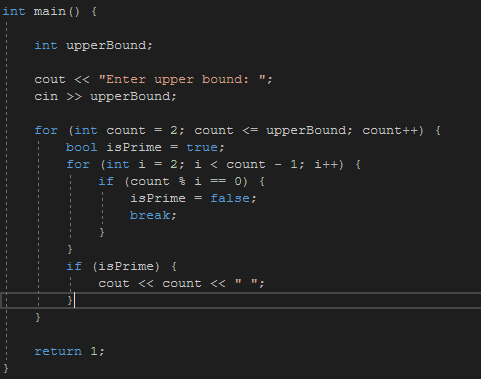 int main() {
int upperBound;
cout << "Enter upper bound: ";
cin >> upperBound;
for (int count = 2; count <= upperBound; count++) {
bool isPrime = true;
for (int i = 2; i < count - 1; i++) {
if (count % i == 0) {
isPrime = false;
break;
}
}
if (isPrime) {
cout << count << " ";
}
}
return 1;
}